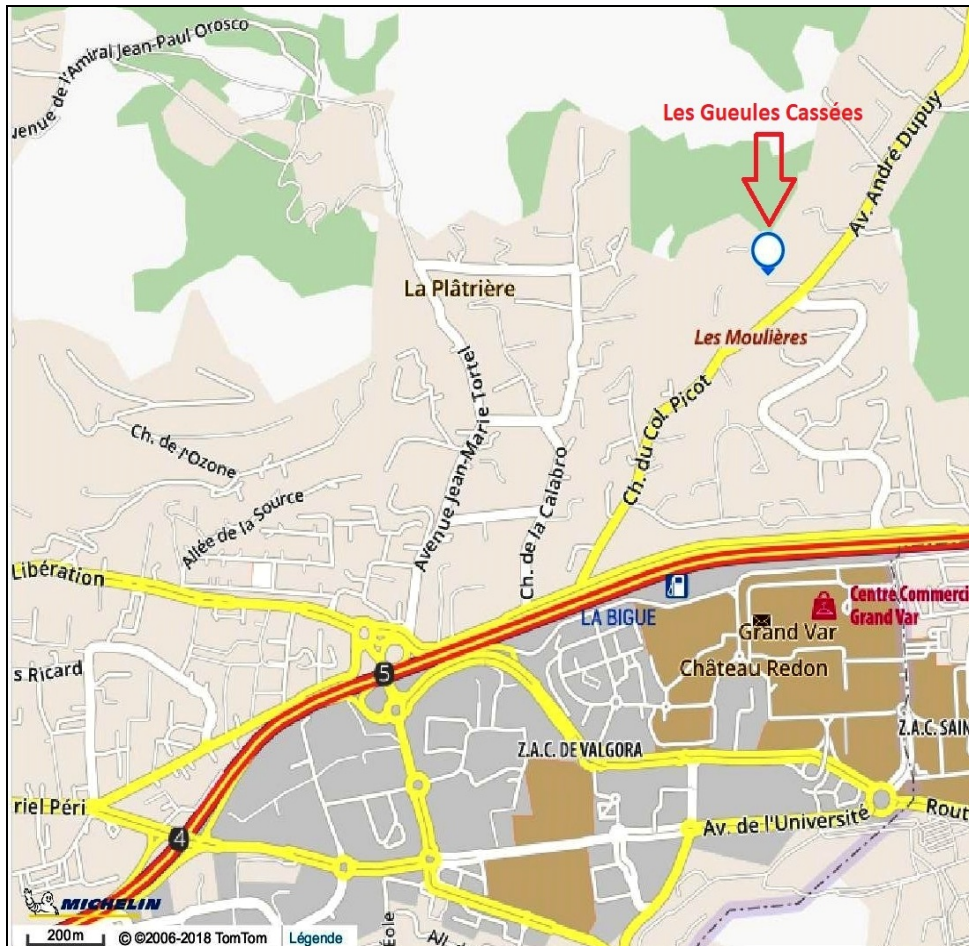 venue de l'Amiral Jean-Paul Orosco
Les Gueules Cassées
Av. André Dupuy
La Plâtrière
Les Moulières
Avenue Jean-Marie Tortel
Ch. du Col. Picot
Ch. de l'Ozone
Ch. de la Calabro
Allée de la Source
Libération
LA BIGUE
Centre Commerci
Grand Var
Grand Var
s Ricard
5
Château Redon
Z.A.C. DE VALGORA
Z.A.C. SAIN
riel Péri
Av. de l'Université
Rout
4
MICHELIN
Eole
200m
© ©2006-2018 TomTom
Légende